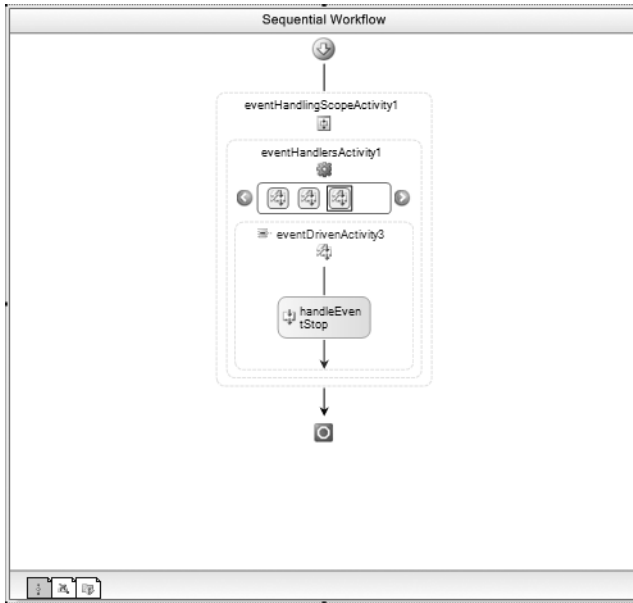 Sequential Workflow
eventHandlingScopeActivity1
eventHandlersActivity1
eventDrivenActivity3
handleEven
tStop